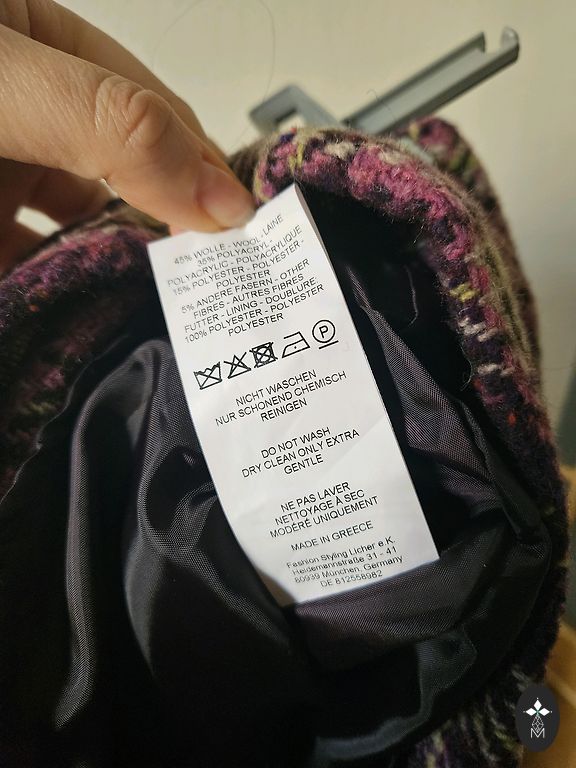 45% WOLLE - WOOL - LAINE
35% POLYACRYL -
POLYACRYLIC - POLYACRYLIQUE
15% POLYESTER - POLYESTER -
POLYESTER
5% ANDERE FASERN - OTHER
FIBRES - AUTRES FIBRES
FUTTER - LINING - DOUBLURE:
100% POLYESTER - POLYESTER
POLYESTER
P
NICHT WASCHEN
NUR SCHONEND CHEMISCH
REINIGEN
DO NOT WASH
DRY CLEAN ONLY EXTRA
GENTLE
NE PAS LAVER
NETTOYAGE À SEC
MODÉRÉ UNIQUEMENT
MADE IN GREECE
Fashion Styling Licher e.K.
Heidemannstraße 31 - 41
80939 München, Germany
DE 812558982
M